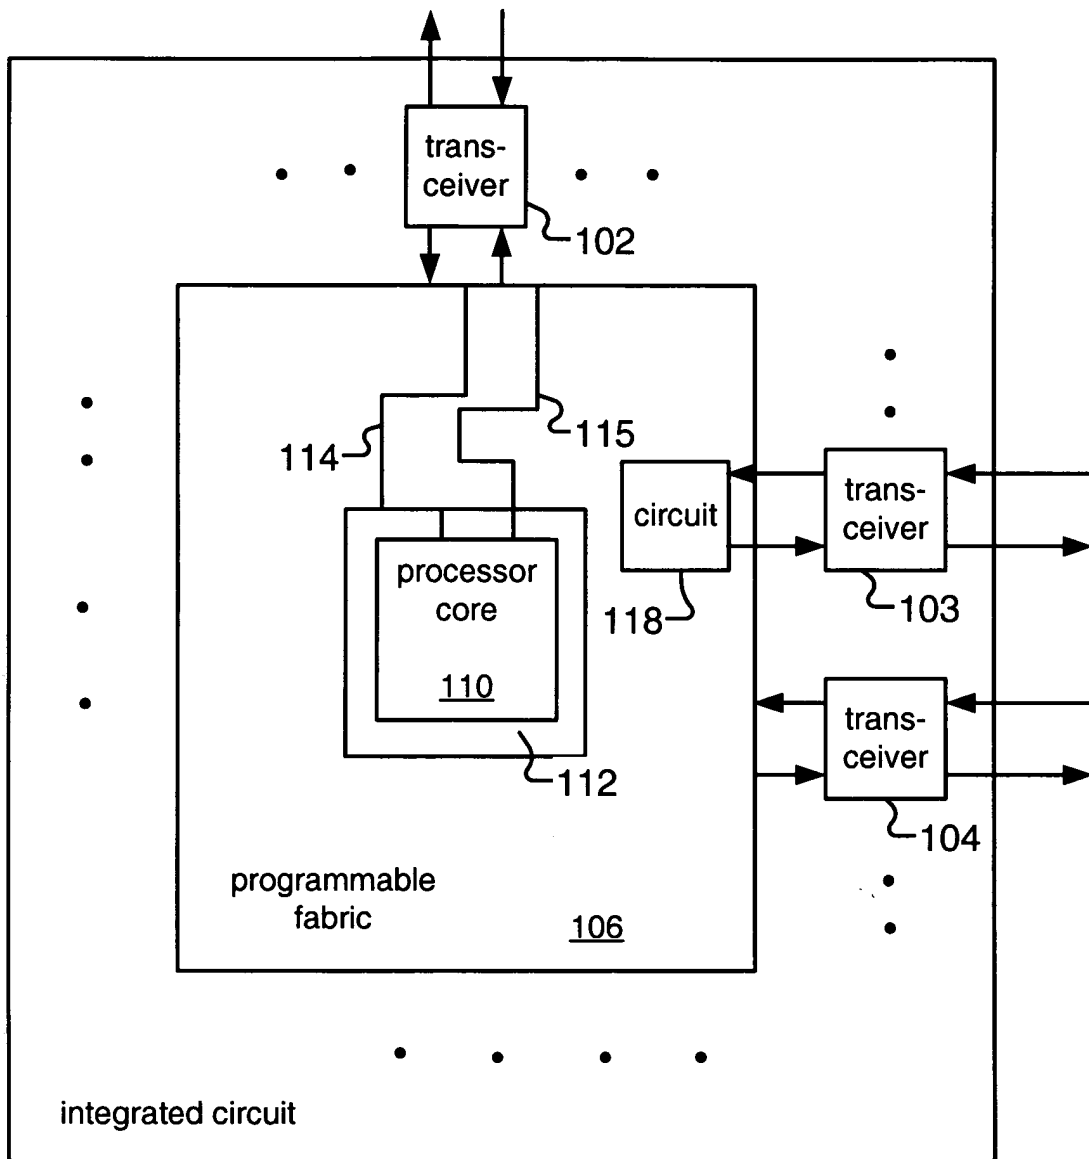 trans-
ceiver
102
114
115
circuit
118
trans-
ceiver
103
processor
core
110
112
trans-
ceiver
104
programmable
fabric
106
integrated circuit